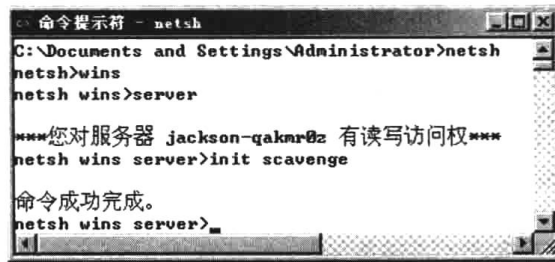 命令提示符 - netsh
C:\Documents and Settings\Administrator>netsh
netsh>wins
netsh wins>server
***您对服务器 jackson-qakmr0z 有读写访问权***
netsh wins server>init scavenge
命令成功完成。
netsh wins server>_